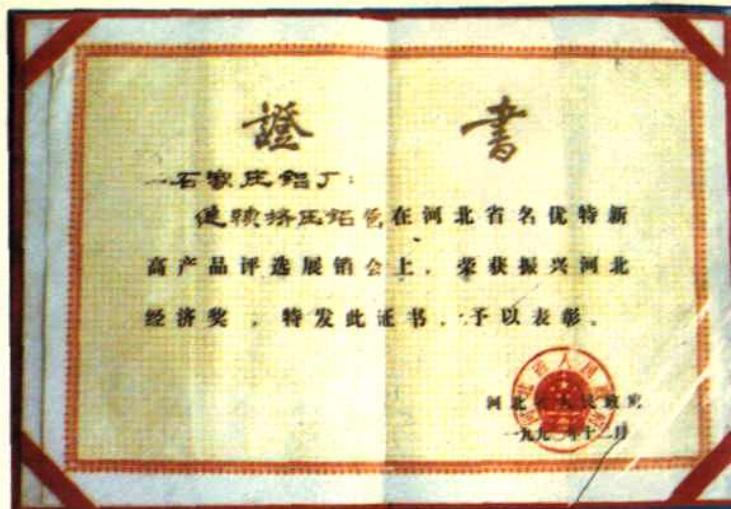 證 書
石家庄铝厂：
连续挤压铝管在河北省名优特新
高产品评选展销会上，荣获振兴河北
经济奖，特发此证书，予以表彰。
河北省人民政府